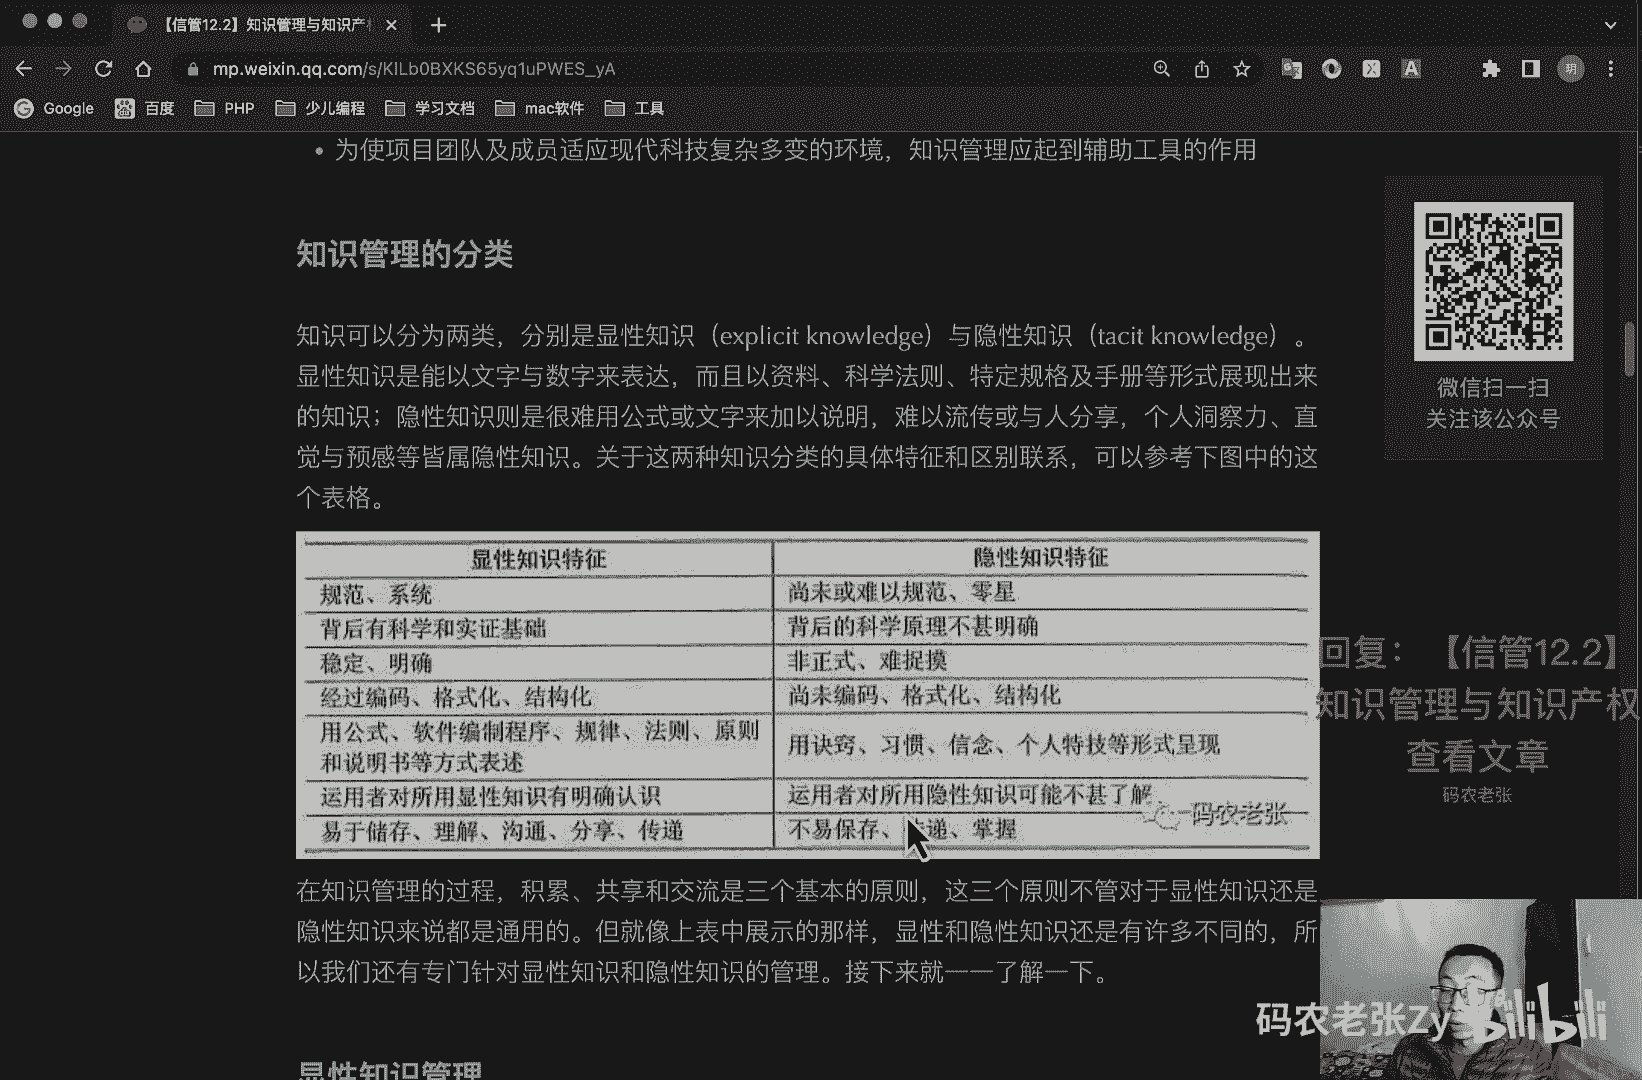 【信管12.2】知识管理与知识产
mp.weixin.qq.com/s/KlLb0BXKS65yq1uPWES_yA
Google 百度 PHP 少儿编程 学习文档 mac软件 工具
为使项目团队及成员适应现代科技复杂多变的环境，知识管理应起到辅助工具的作用
知识管理的分类
知识可以分为两类，分别是显性知识（explicit knowledge）与隐性知识（tacit knowledge）。
显性知识是能以文字与数字来表达，而且以资料、科学法则、特定规格及手册等形式展现出来
的知识；隐性知识则是很难用公式或文字来加以说明，难以流传或与人分享，个人洞察力、直
觉与预感等皆属隐性知识。关于这两种知识分类的具体特征和区别联系，可以参考下图中的这
个表格。
显性知识特征 隐性知识特征
规范、系统 尚未或难以规范、零星
背后有科学和实证基础 背后的科学原理不甚明确
稳定、明确 非正式、难捉摸
经过编码、格式化、结构化 尚未编码、格式化、结构化
用公式、软件编制程序、规律、法则、原则
和说明书等方式表述 用诀窍、习惯、信念、个人特技等形式呈现
运用者对所用显性知识有明确认识 运用者对所用隐性知识可能不甚了解
易于储存、理解、沟通、分享、传递 不易保存、递、掌握
码农老张
在知识管理的过程，积累、共享和交流是三个基本的原则，这三个原则不管对于显性知识还是
隐性知识来说都是通用的。但就像上表中展示的那样，显性和隐性知识还是有许多不同的，所
以我们还有专门针对显性知识和隐性知识的管理。接下来就一一了解一下。
显性知识管理
微信扫一扫
关注该公众号
回复：【信管12.2】
知识管理与知识产权
查看文章
码农老张
码农老张Zy bilibili